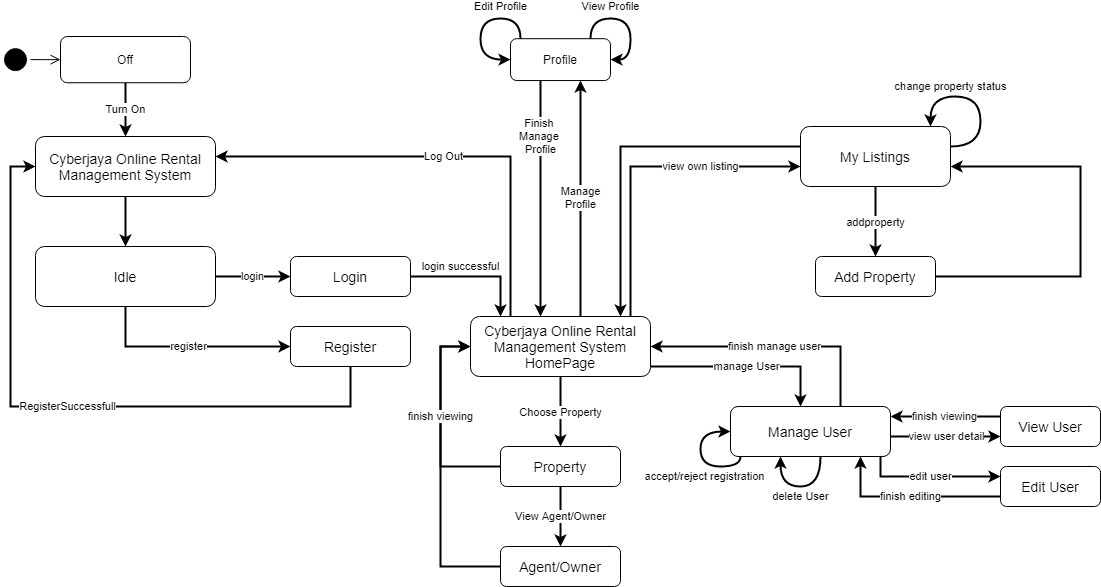 Edit Profile
View Profile
Off
Profile
Turn On
change property status
Finish
Manage
Profile
Cyberjaya Online Rental
Management System
Log Out
view own listing
My Listings
Manage
Profile
addproperty
Idle
login
Login
login successful
Add Property
Cyberjaya Online Rental
Management System
HomePage
register
Register
finish manage user
manage User
RegisterSuccessfull
finish viewing
Choose Property
Manage User
finish viewing
view user detail
View User
Property
accept/reject registration
delete User
edit user
finish editing
Edit User
View Agent/Owner
Agent/Owner